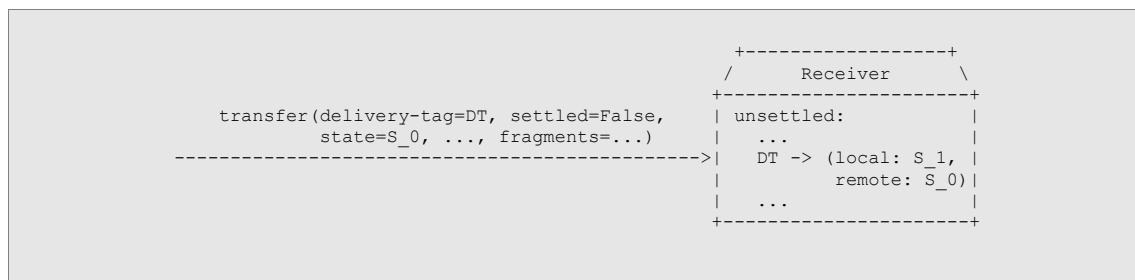 +------------------+
                                                 /      Receiver      \
                                                +----------------------+
transfer(delivery-tag=DT, settled=False,        | unsettled:           |
         state=S_0, ..., fragments=...)         |   ...                |
----------------------------------------------->|   DT -> (local: S_1, |
                                                |          remote: S_0)|
                                                |   ...                |
                                                +----------------------+